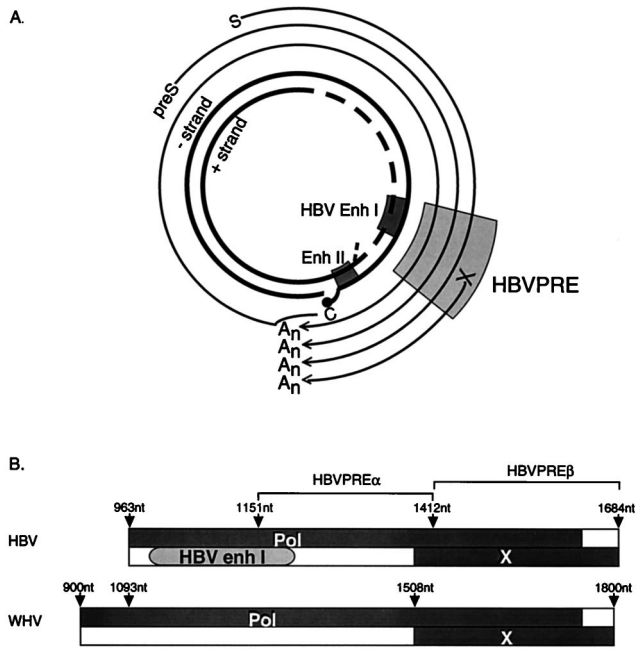 A.
S
preS
- strand
+ strand
HBV Enh I
Enh II
X
HBVPRE
C
An
An
An
An
B.
HBVPREα HBVPREβ
963nt 1151nt 1412nt 1684nt
HBV Pol
HBV enh I X
900nt 1093nt 1508nt 1800nt
WHV Pol
X